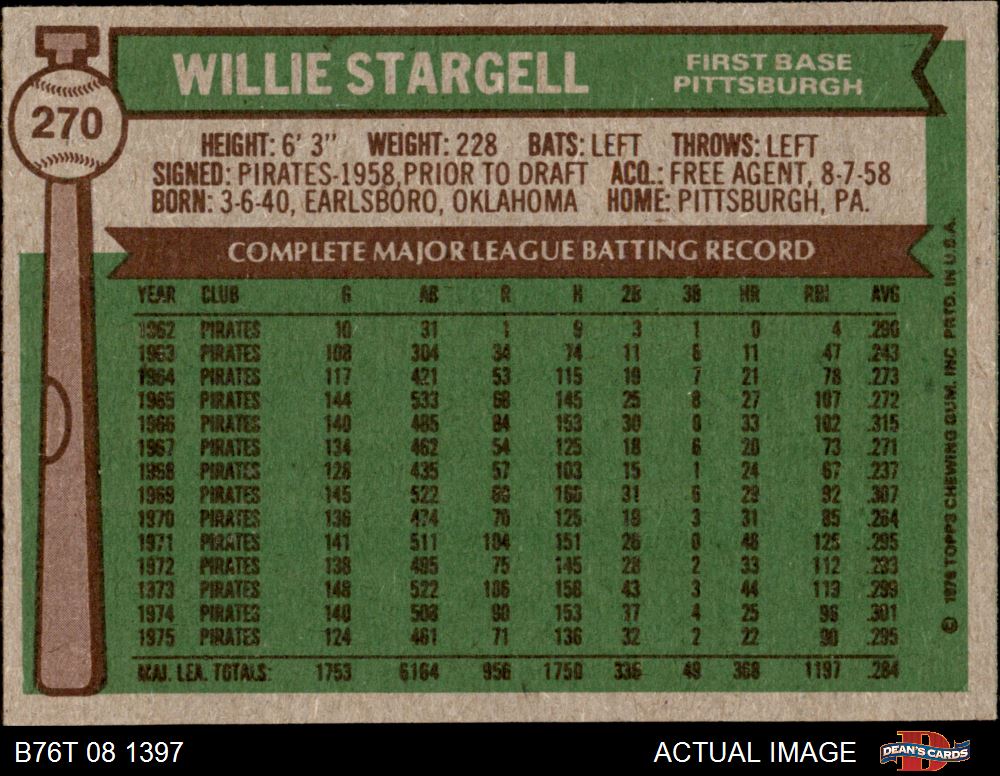 270
WILLIE STARGELL
FIRST BASE
PITTSBURGH
HEIGHT: 6' 3" WEIGHT: 228 BATS: LEFT THROWS: LEFT
SIGNED: PIRATES-1958, PRIOR TO DRAFT ACQ.: FREE AGENT, 8-7-58
BORN: 3-6-40, EARLSBORO, OKLAHOMA HOME: PITTSBURGH, PA.
COMPLETE MAJOR LEAGUE BATTING RECORD
YEAR CLUB G AB R H 2B 3B HR RBI AVG
1962 PIRATES 10 31 1 9 3 1 0 4 .290
1963 PIRATES 108 304 34 74 11 6 11 47 .243
1964 PIRATES 117 421 53 115 19 7 21 78 .273
1965 PIRATES 144 533 68 145 25 8 27 107 .272
1966 PIRATES 140 485 84 153 30 0 33 102 .315
1967 PIRATES 134 462 54 125 18 6 20 73 .271
1968 PIRATES 128 435 57 103 15 1 24 67 .237
1969 PIRATES 145 522 89 160 31 6 29 92 .307
1970 PIRATES 136 474 70 125 18 3 31 85 .264
1971 PIRATES 141 511 104 151 26 0 48 125 .295
1972 PIRATES 138 495 75 145 28 2 33 112 .293
1973 PIRATES 148 522 106 156 43 3 44 119 .299
1974 PIRATES 140 508 90 153 37 4 25 96 .301
1975 PIRATES 124 461 71 136 32 2 22 90 .295
MAJ. LEA. TOTALS: 1753 6164 956 1750 336 49 368 1197 .284
© 1976 TOPPS CHEWING GUM, INC. PRTD. IN U.S.A.
B76T 08 1397
ACTUAL IMAGE
DEAN'S CARDS